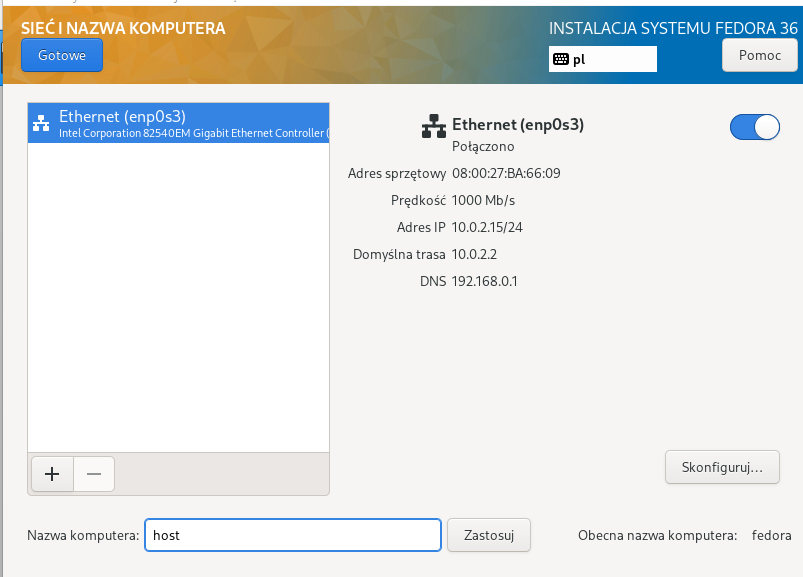 SIEĆ I NAZWA KOMPUTERA
INSTALACJA SYSTEMU FEDORA 36
Gotowe
pl
Pomoc
Ethernet (enp0s3)
Intel Corporation 82540EM Gigabit Ethernet Controller (
Ethernet (enp0s3)
Połączono
Adres sprzętowy 08:00:27:BA:66:09
Prędkość 1000 Mb/s
Adres IP 10.0.2.15/24
Domyślna trasa 10.0.2.2
DNS 192.168.0.1
Skonfiguruj...
Nazwa komputera: host Zastosuj Obecna nazwa komputera: fedora